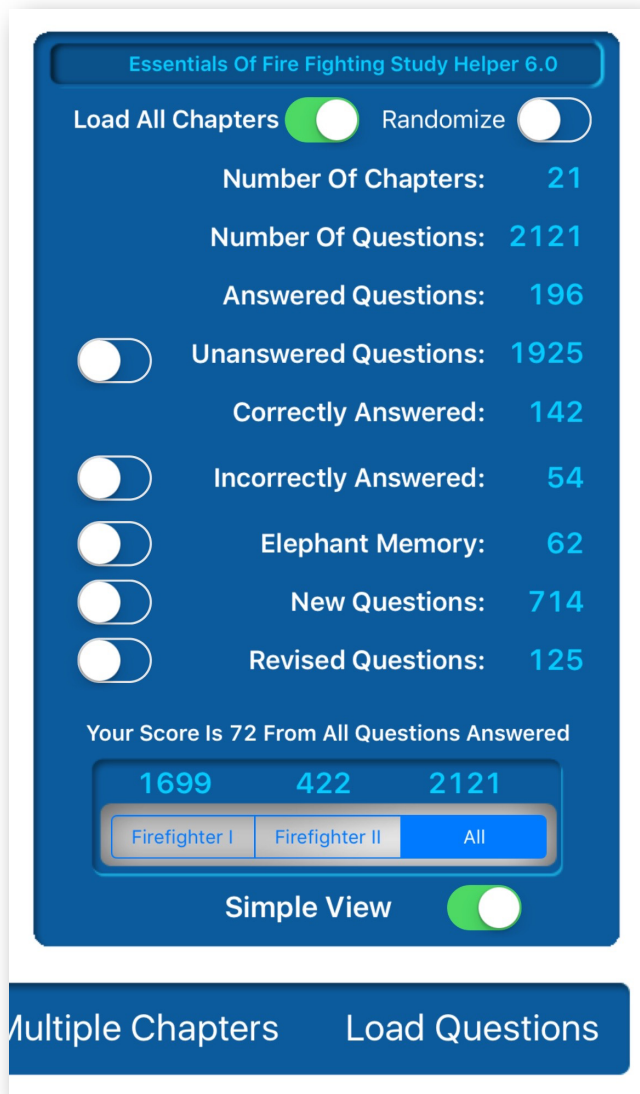 Essentials Of Fire Fighting Study Helper 6.0
Load All Chapters Randomize
Number Of Chapters: 21
Number Of Questions: 2121
Answered Questions: 196
Unanswered Questions: 1925
Correctly Answered: 142
Incorrectly Answered: 54
Elephant Memory: 62
New Questions: 714
Revised Questions: 125
Your Score Is 72 From All Questions Answered
1699 422 2121
Firefighter I Firefighter II All
Simple View
Multiple Chapters Load Questions